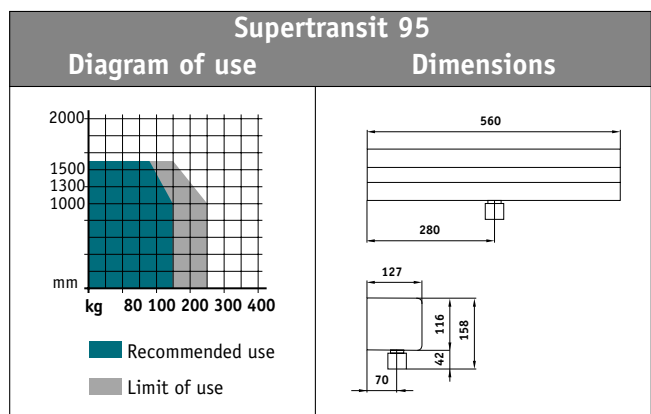 Supertransit 95
Diagram of use
Dimensions
2000
1500
1300
1000
mm
kg 80 100 200 300 400
Recommended use
Limit of use
560
280
127
116
158
42
70